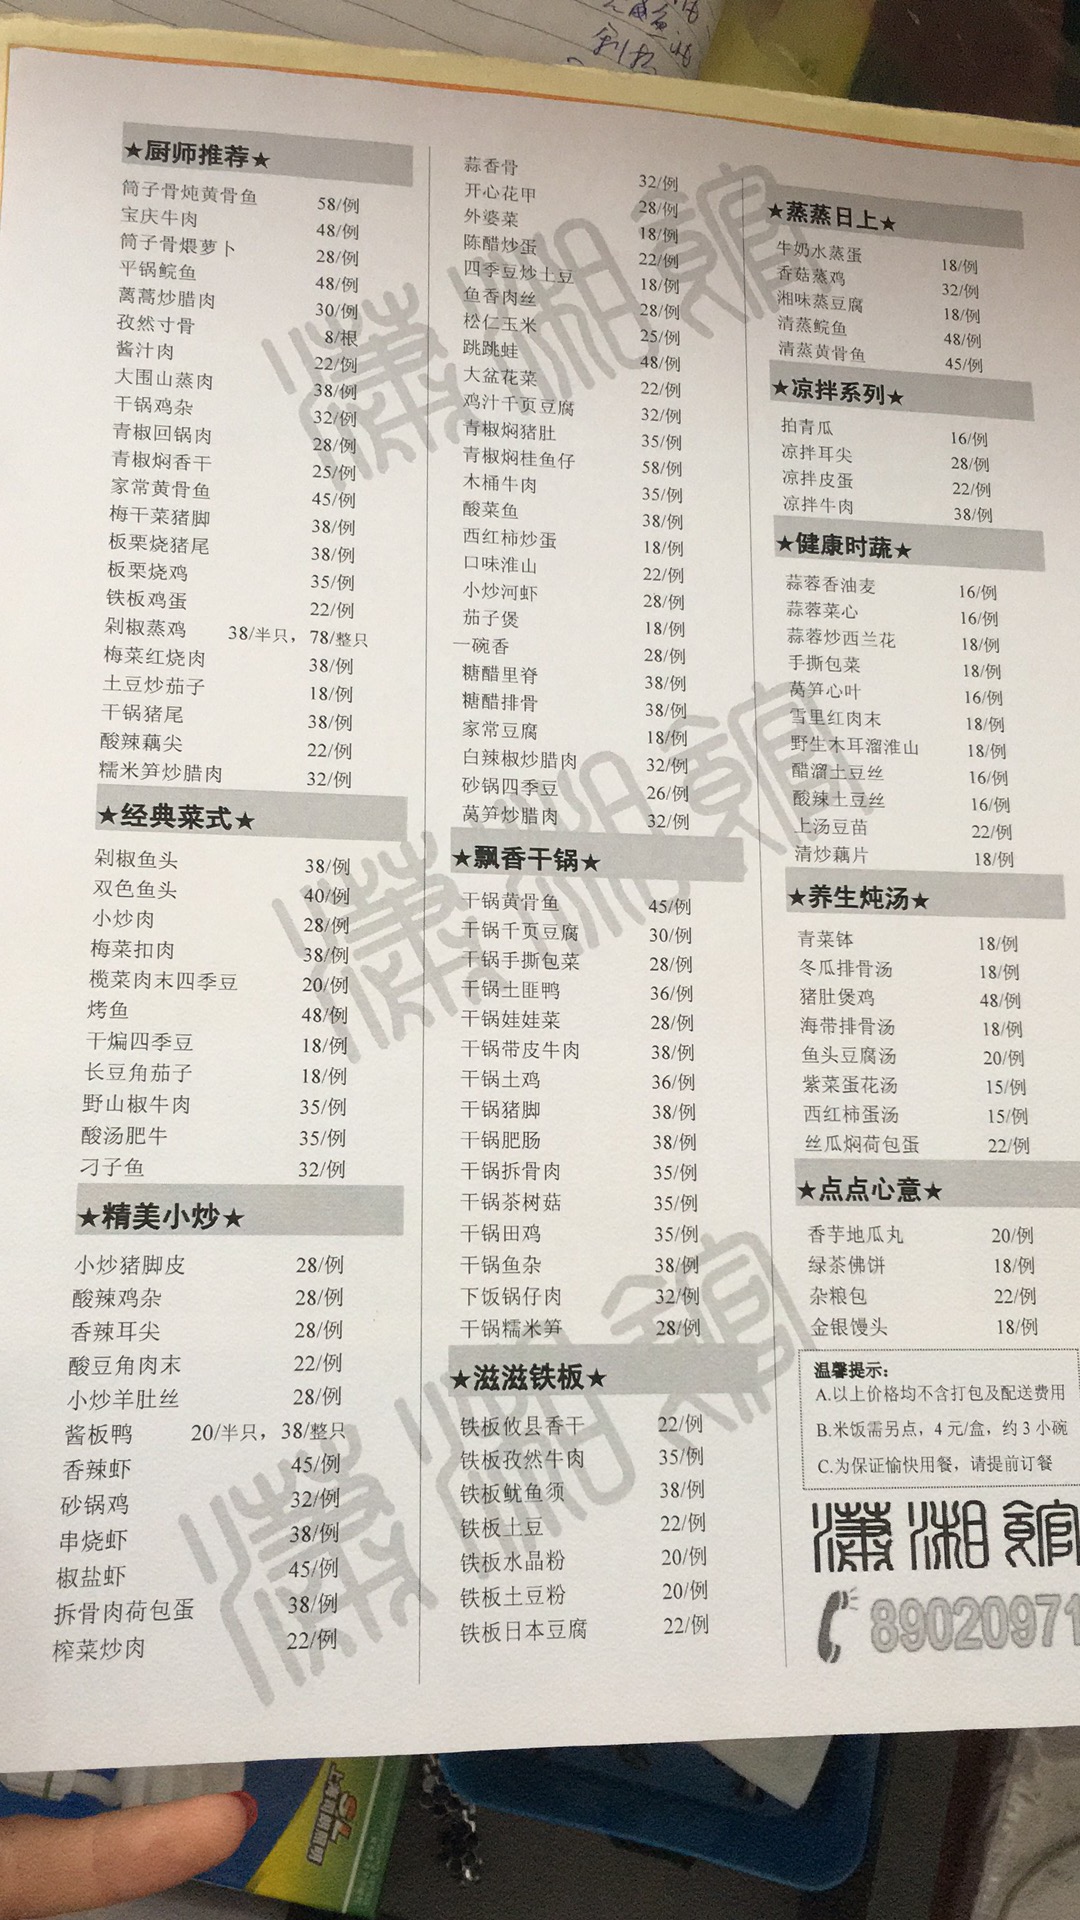 ★厨师推荐★
筒子骨炖黄骨鱼 58/例
宝庆牛肉 48/例
筒子骨煨萝卜 28/例
平锅鲩鱼 48/例
蓠蒿炒腊肉 30/例
孜然寸骨 8/根
酱汁肉 22/例
大围山蒸肉 38/例
干锅鸡杂 32/例
青椒回锅肉 28/例
青椒焖香干 25/例
家常黄骨鱼 45/例
梅干菜猪脚 38/例
板栗烧猪尾 38/例
板栗烧鸡 35/例
铁板鸡蛋 22/例
剁椒蒸鸡 38/半只，78/整只
梅菜红烧肉 38/例
土豆炒茄子 18/例
干锅猪尾 38/例
酸辣藕尖 22/例
糯米笋炒腊肉 32/例
★经典菜式★
剁椒鱼头 38/例
双色鱼头 40/例
小炒肉 28/例
梅菜扣肉 38/例
榄菜肉末四季豆 20/例
烤鱼 48/例
干煸四季豆 18/例
长豆角茄子 18/例
野山椒牛肉 35/例
酸汤肥牛 35/例
刁子鱼 32/例
★精美小炒★
小炒猪脚皮 28/例
酸辣鸡杂 28/例
香辣耳尖 28/例
酸豆角肉末 22/例
小炒羊肚丝 28/例
酱板鸭 20/半只，38/整只
香辣虾 45/例
砂锅鸡 32/例
串烧虾 38/例
椒盐虾 45/例
拆骨肉荷包蛋 38/例
榨菜炒肉 22/例
蒜香骨 32/例
开心花甲 28/例
外婆菜 18/例
陈醋炒蛋 22/例
四季豆炒土豆 18/例
鱼香肉丝 28/例
松仁玉米 25/例
跳跳蛙 48/例
大盆花菜 22/例
鸡汁千页豆腐 32/例
青椒焖猪肚 35/例
青椒焖桂鱼仔 58/例
木桶牛肉 35/例
酸菜鱼 38/例
西红柿炒蛋 18/例
口味淮山 22/例
小炒河虾 28/例
茄子煲 18/例
一碗香 28/例
糖醋里脊 38/例
糖醋排骨 38/例
家常豆腐 18/例
白辣椒炒腊肉 32/例
砂锅四季豆 26/例
莴笋炒腊肉 32/例
★飘香干锅★
干锅黄骨鱼 45/例
干锅千页豆腐 30/例
干锅手撕包菜 28/例
干锅土匪鸭 36/例
干锅娃娃菜 28/例
干锅带皮牛肉 38/例
干锅土鸡 36/例
干锅猪脚 38/例
干锅肥肠 38/例
干锅拆骨肉 35/例
干锅茶树菇 35/例
干锅田鸡 35/例
干锅鱼杂 38/例
下饭锅仔肉 32/例
干锅糯米笋 28/例
★滋滋铁板★
铁板攸县香干 22/例
铁板孜然牛肉 35/例
铁板鱿鱼须 38/例
铁板土豆 22/例
铁板水晶粉 20/例
铁板土豆粉 20/例
铁板日本豆腐 22/例
★蒸蒸日上★
牛奶水蒸蛋 18/例
香菇蒸鸡 32/例
湘味蒸豆腐 18/例
清蒸鲩鱼 48/例
清蒸黄骨鱼 45/例
★凉拌系列★
拍青瓜 16/例
凉拌耳尖 28/例
凉拌皮蛋 22/例
凉拌牛肉 38/例
★健康时蔬★
蒜蓉香油麦 16/例
蒜蓉菜心 16/例
蒜蓉炒西兰花 18/例
手撕包菜 18/例
莴笋心叶 16/例
雪里红肉末 18/例
野生木耳溜淮山 18/例
醋溜土豆丝 16/例
酸辣土豆丝 16/例
上汤豆苗 22/例
清炒藕片 18/例
★养生炖汤★
青菜钵 18/例
冬瓜排骨汤 18/例
猪肚煲鸡 48/例
海带排骨汤 18/例
鱼头豆腐汤 20/例
紫菜蛋花汤 15/例
西红柿蛋汤 15/例
丝瓜焖荷包蛋 22/例
★点点心意★
香芋地瓜丸 20/例
绿茶佛饼 18/例
杂粮包 22/例
金银馒头 18/例
温馨提示:
A.以上价格均不含打包及配送费用
B.米饭需另点，4元/盒，约3小碗
C.为保证愉快用餐，请提前订餐
潇湘馆
89020971